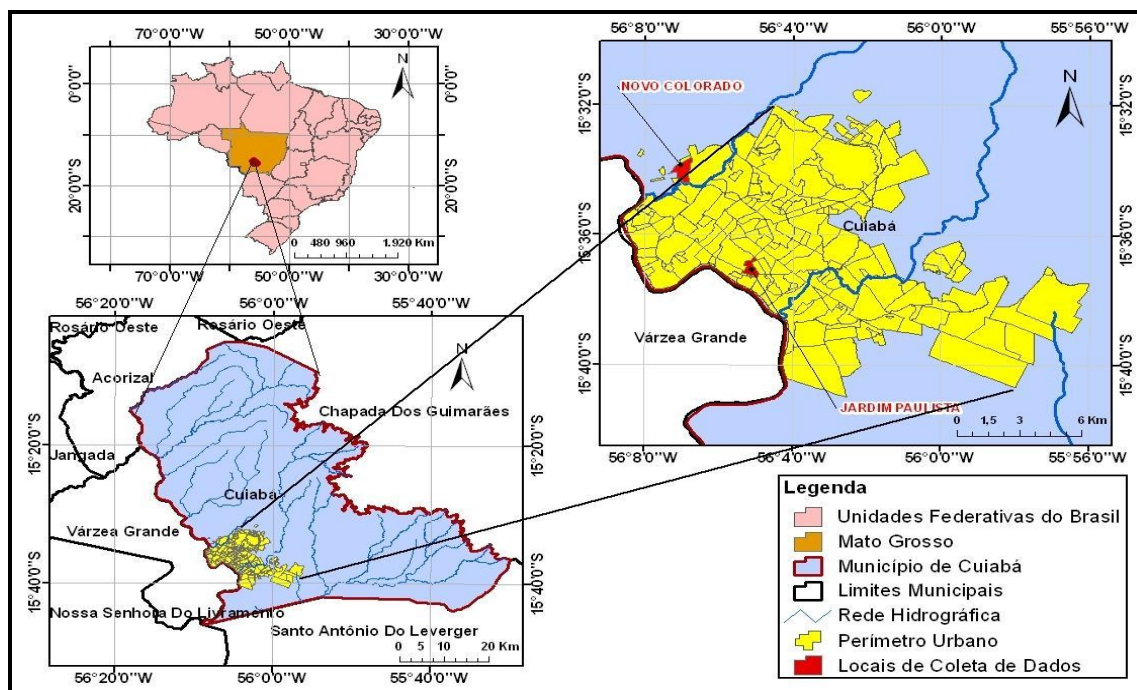 70°0'0"W 50°0'0"W 30°0'0"W
N
0°0'0" 0°0'0"
20°0'0"S 20°0'0"S
0 480 960 1.920 Km
70°0'0"W 50°0'0"W 30°0'0"W
56°20'0"W 56°0'0"W 55°40'0"W
Rosário Oeste Rosário Oeste
N
Acorizal
Chapada Dos Guimarães
15°20'0"S 15°20'0"S
Jangada
Cuiabá
Várzea Grande
15°40'0"S 15°40'0"S
Nossa Senhora Do Livramento
Santo Antônio Do Leverger
0 5 10 20 Km
56°20'0"W 56°0'0"W 55°40'0"W
56°8'0"W 56°4'0"W 56°0'0"W 55°56'0"W
NOVO COLORADO
N
15°32'0"S 15°32'0"S
Cuiabá
15°36'0"S 15°36'0"S
Várzea Grande
15°40'0"S 15°40'0"S
JARDIM PAULISTA
0 1,5 3 6 Km
56°8'0"W 56°4'0"W 56°0'0"W 55°56'0"W
Legenda
Unidades Federativas do Brasil
Mato Grosso
Município de Cuiabá
Limites Municipais
Rede Hidrográfica
Perímetro Urbano
Locais de Coleta de Dados